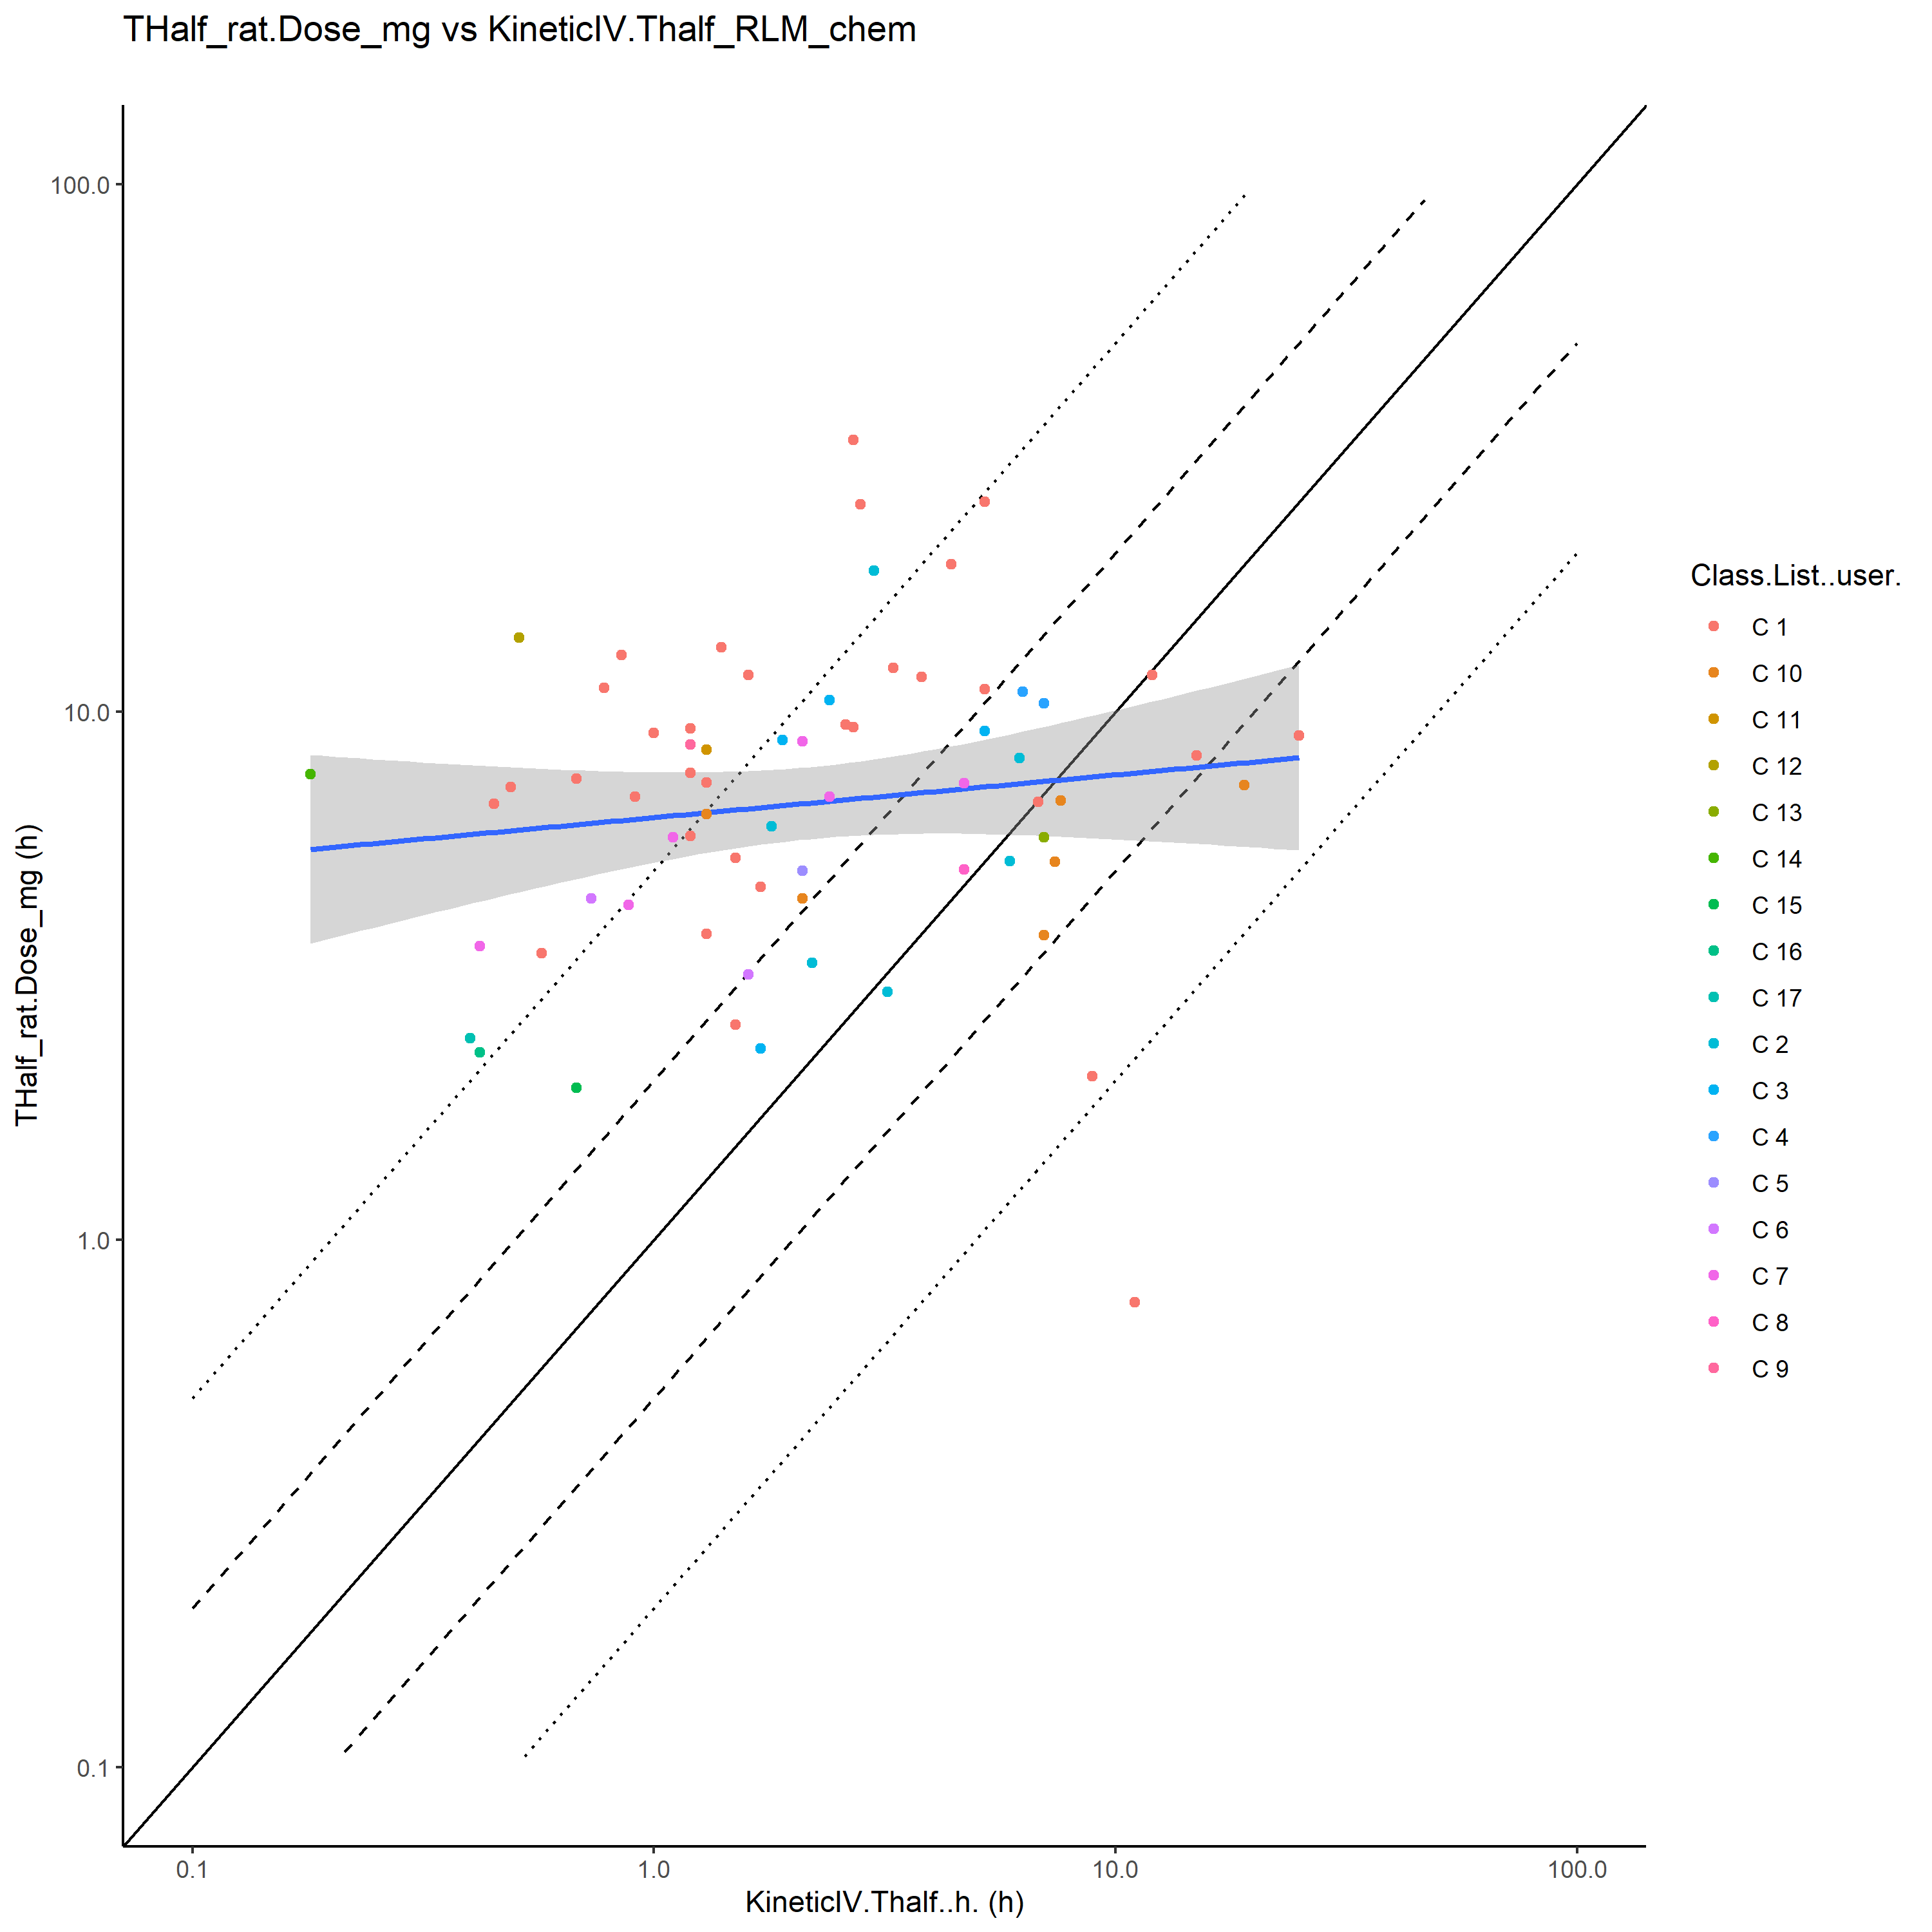 THalf_rat.Dose_mg vs KineticIV.Thalf_RLM_chem
THalf_rat.Dose_mg (h)
100.0
10.0
1.0
0.1
0.1
1.0
10.0
100.0
KineticIV.Thalf..h. (h)
Class.List..user.
C 1
C 10
C 11
C 12
C 13
C 14
C 15
C 16
C 17
C 2
C 3
C 4
C 5
C 6
C 7
C 8
C 9